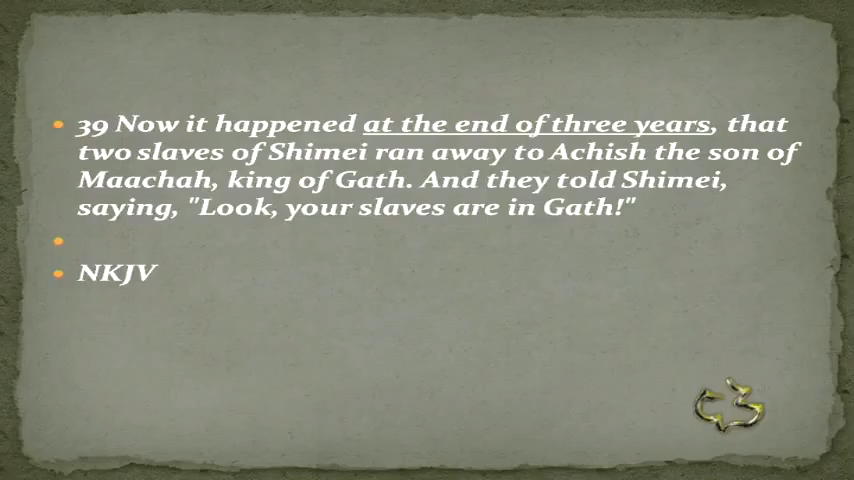 • 39 Now it happened at the end of three years, that
two slaves of Shimei ran away to Achish the son of
Maachah, king of Gath. And they told Shimei,
saying, "Look, your slaves are in Gath!"
•
• NKJV
C3